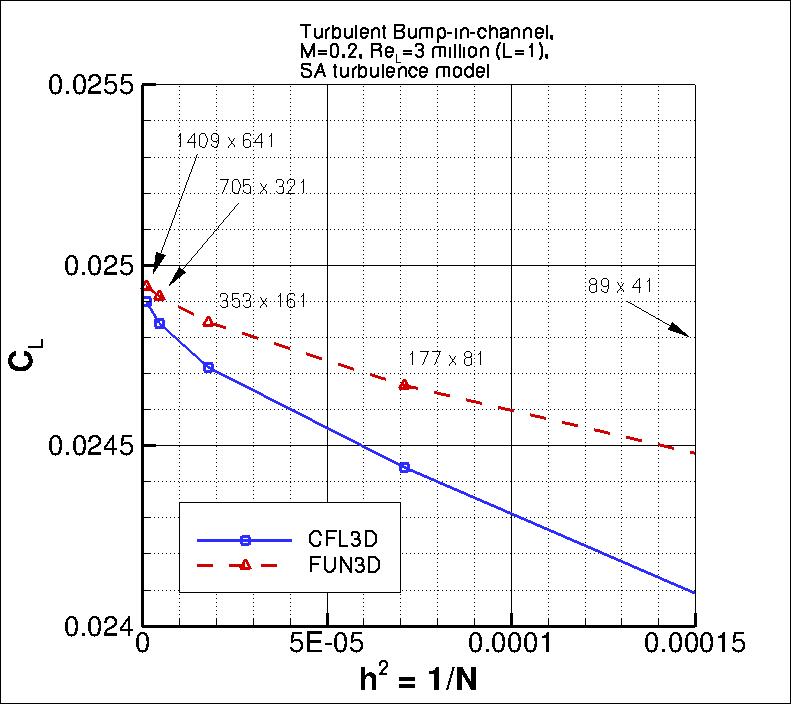 Turbulent Bump-in-channel,
M=0.2, Re_L=3 million (L=1),
SA turbulence model
0.0255
1409 x 641
705 x 321
0.025
89 x 41
353 x 161
177 x 81
C_L
0.0245
CFL3D
FUN3D
0.024
0
5E-05
0.0001
0.00015
h² = 1/N